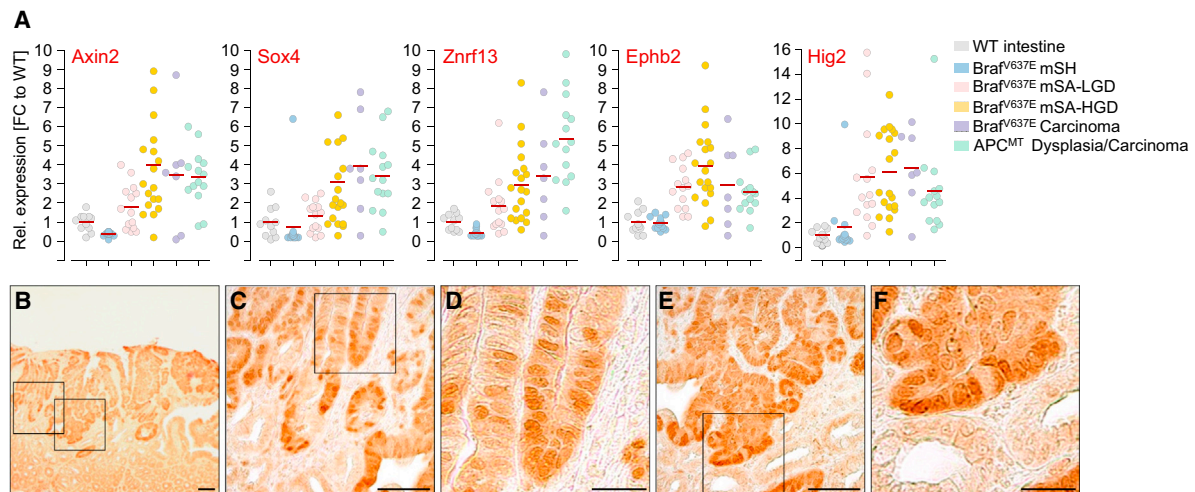 A
Axin2
Sox4
Znrf13
Ephb2
Hig2
Rel. expression [FC to WT]
10
9
8
7
6
5
4
3
2
1
0
10
9
8
7
6
5
4
3
2
1
0
10
9
8
7
6
5
4
3
2
1
0
10
9
8
7
6
5
4
3
2
1
0
16
14
12
10
8
6
4
2
0
WT intestine
BrafV637E mSH
BrafV637E mSA-LGD
BrafV637E mSA-HGD
BrafV637E Carcinoma
APCMT Dysplasia/Carcinoma
B
C
D
E
F